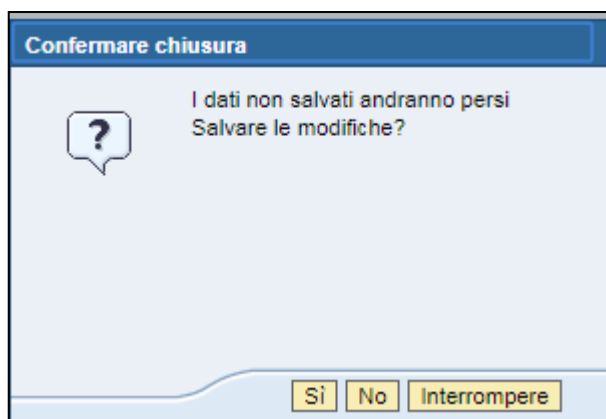 Confermare chiusura
I dati non salvati andranno persi
Salvare le modifiche?
?
Sì No Interrompere